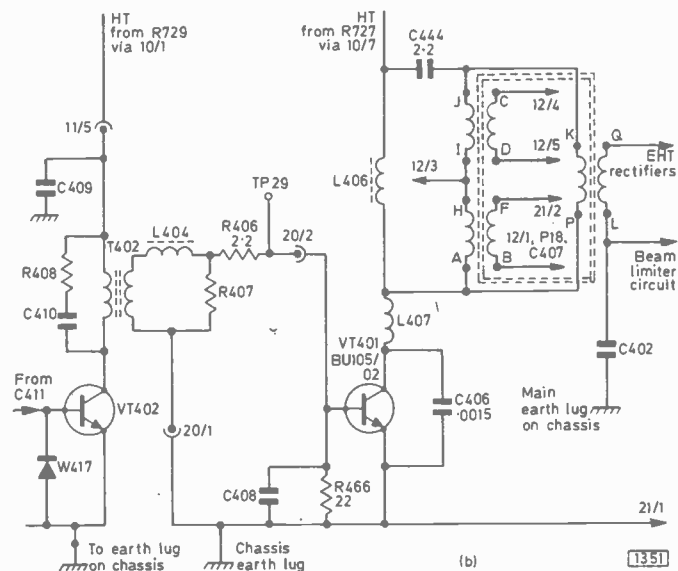 HT
from R729
via 10/1
HT
from R727
via 10/7
C444
2·2
11/5
J
C
12/4
K
Q
EHT
rectifiers
I
D
12/5
TP 29
12/3
L406
C409
H
F
21/2
L404
R406
2·2
20/2
12/1, P18,
C407
P
L
T402
A
B
Beam
limiter
circuit
R408
R407
C410
L407
VT401
BU105/
02
C402
From
C411
VT402
C406
·0015
Main
earth lug
on chassis
20/1
W417
C408
R466
22
21/1
To earth lug
on chassis
Chassis
earth lug
(b)
1351